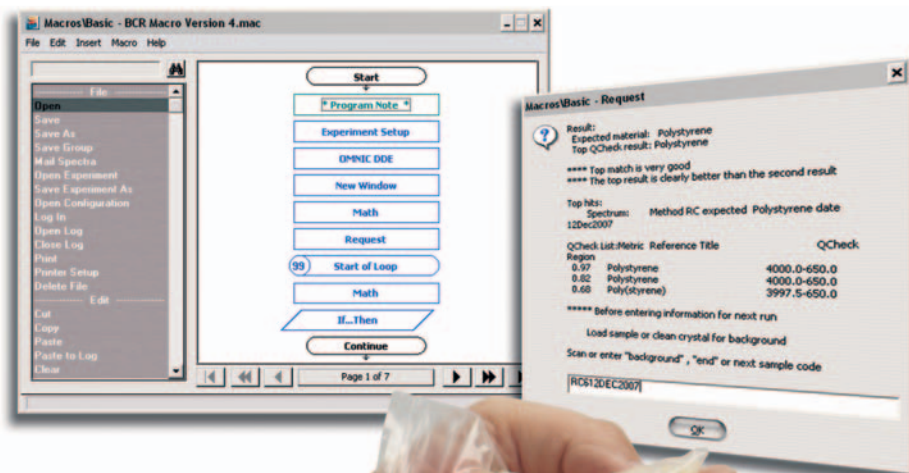 Macros\Basic - BCR Macro Version 4.mac
File Edit Insert Macro Help
File
Open
Save
Save As
Save Group
Mail Spectra
Open Experiment
Save Experiment As
Open Configuration
Log In
Open Log
Close Log
Print
Printer Setup
Delete File
Edit
Cut
Copy
Paste
Paste to Log
Clear
Start
* Program Note *
Experiment Setup
OMNIC DDE
New Window
Math
Request
99 Start of Loop
Math
If...Then
Continue
Page 1 of 7
Macros\Basic - Request
Result:
Expected material: Polystyrene
Top QCheck result: Polystyrene
**** Top match is very good
**** The top result is clearly better than the second result
Top hits:
Spectrum: Method RC expected Polystyrene date
12Dec2007
QCheck List:Metric Reference Title QCheck
Region
0.97 Polystyrene 4000.0-650.0
0.82 Polystyrene 4000.0-650.0
0.68 Poly(styrene) 3997.5-650.0
***** Before entering information for next run
Load sample or clean crystal for background
Scan or enter "background" , "end" or next sample code
RC612DEC2007
OK